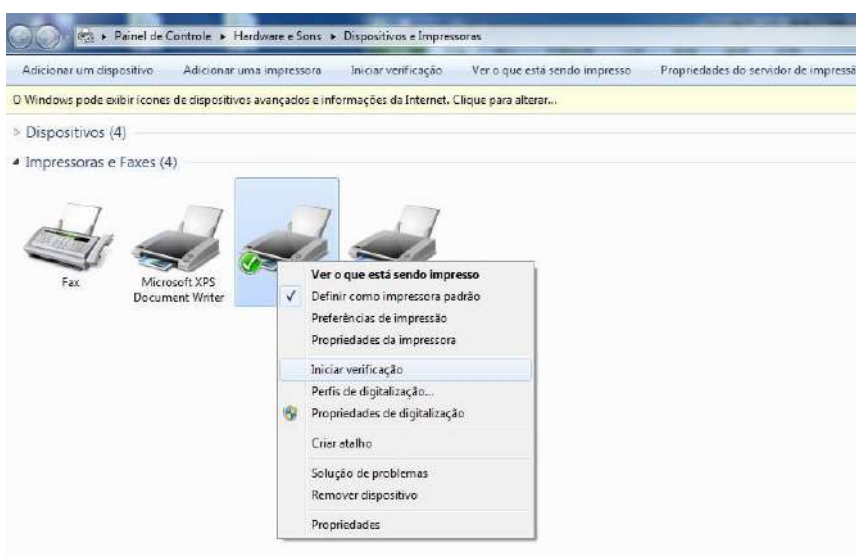 Painel de Controle ▸ Hardware e Sons ▸ Dispositivos e Impressoras
Adicionar um dispositivo Adicionar uma impressora Iniciar verificação Ver o que está sendo impresso Propriedades do servidor de impressã
O Windows pode exibir ícones de dispositivos avançados e informações da Internet. Clique para alterar...
Dispositivos (4)
Impressoras e Faxes (4)
Fax
Microsoft XPS
Document Writer
Ver o que está sendo impresso
Definir como impressora padrão
Preferências de impressão
Propriedades da impressora
Iniciar verificação
Perfis de digitalização...
Propriedades de digitalização
Criar atalho
Solução de problemas
Remover dispositivo
Propriedades